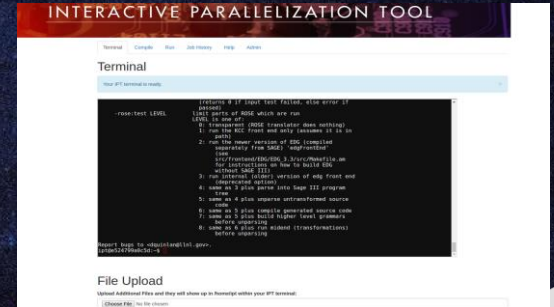 INTERACTIVE PARALLELIZATION TOOL
Terminal Compile Run Job History Help Admin
Terminal
Your IPT terminal is ready.
(returns 0 if input test failed, else error if
passed)
-rose:test LEVEL limit parts of ROSE which are run
LEVEL is one of:
0: transparent (ROSE translator does nothing)
1: run the KCC front end only (assumes it is in
path)
2: run the newer version of EDG (compiled
separately from SAGE) 'edgFrontEnd'
(see
src/frontend/EDG/EDG_3.3/src/Makefile.am
for instructions on how to build EDG
without SAGE III)
3: run internal (older) version of edg front end
(deprecated option)
4: same as 3 plus parse into Sage III program
tree
5: same as 4 plus unparse untransformed source
code
6: same as 5 plus compile generated source code
7: same as 5 plus build higher level grammars
before unparsing
8: same as 6 plus run midend (transformations)
before unparsing
Report bugs to <dquinlan@llnl.gov>.
File Upload
Upload Additional Files and they will show up in within your IPT terminal:
Choose File No file chosen